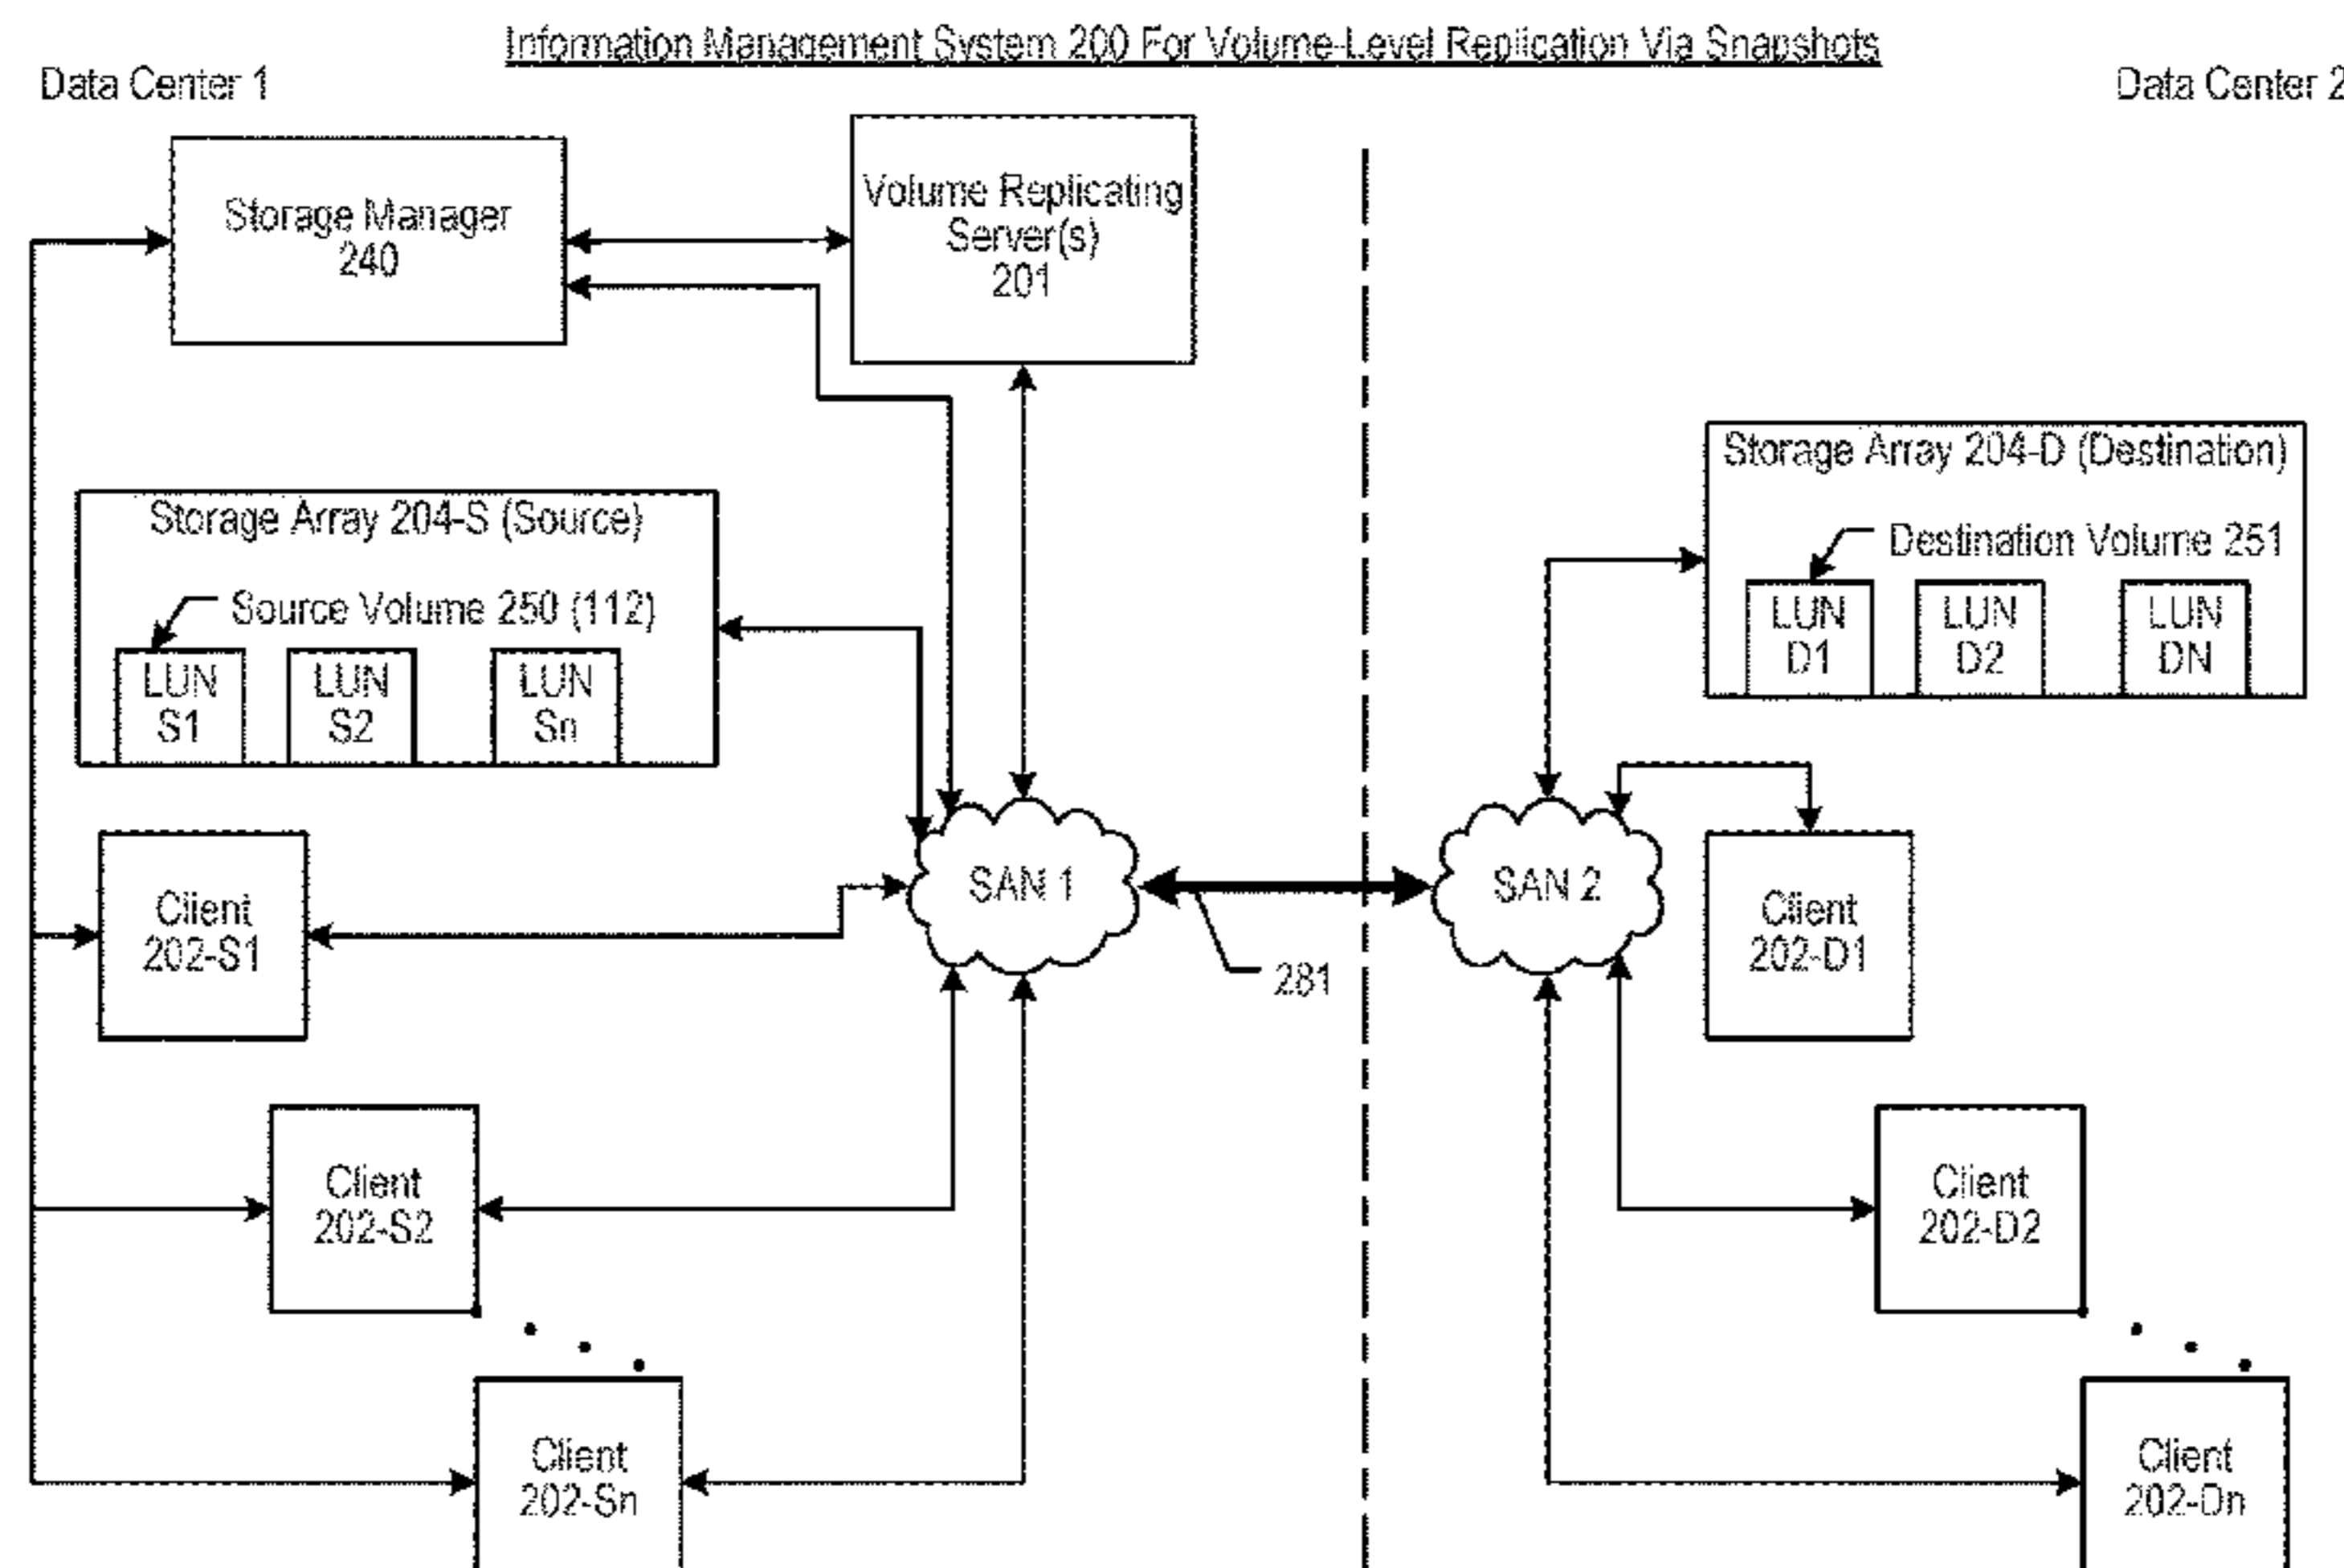 Information Management System 200 For Volume-Level Replication Via Snapshots
Data Center 1
Data Center 2
Storage Manager
240
Volume Replicating
Server(s)
201
Storage Array 204-S (Source)
Source Volume 250 (112)
LUN
S1
LUN
S2
LUN
Sn
Storage Array 204-D (Destination)
Destination Volume 251
LUN
D1
LUN
D2
LUN
DN
SAN 1
SAN 2
281
Client
202-S1
Client
202-D1
Client
202-S2
Client
202-D2
Client
202-Sn
Client
202-Dn